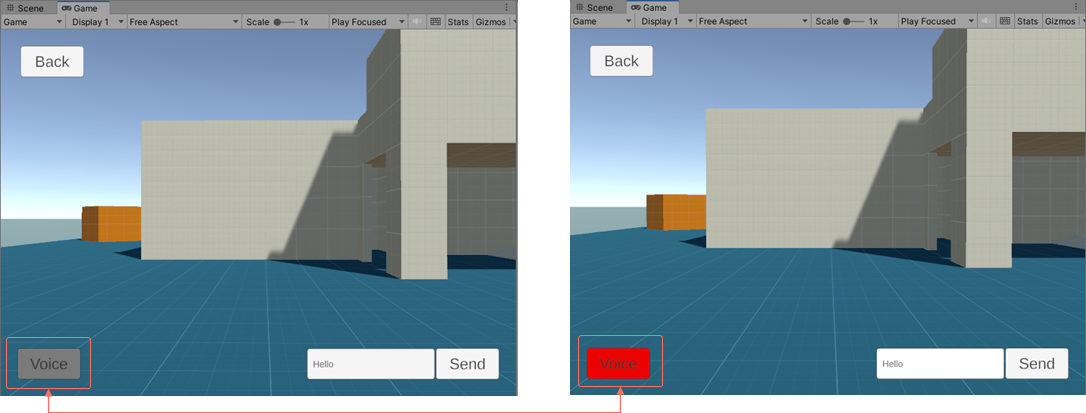 Scene Game
Game Display 1 Free Aspect Scale 1x Play Focused Stats Gizmos
Back
Voice
Hello
Send
Scene Game
Game Display 1 Free Aspect Scale 1x Play Focused Stats Gizmos
Back
Voice
Hello
Send